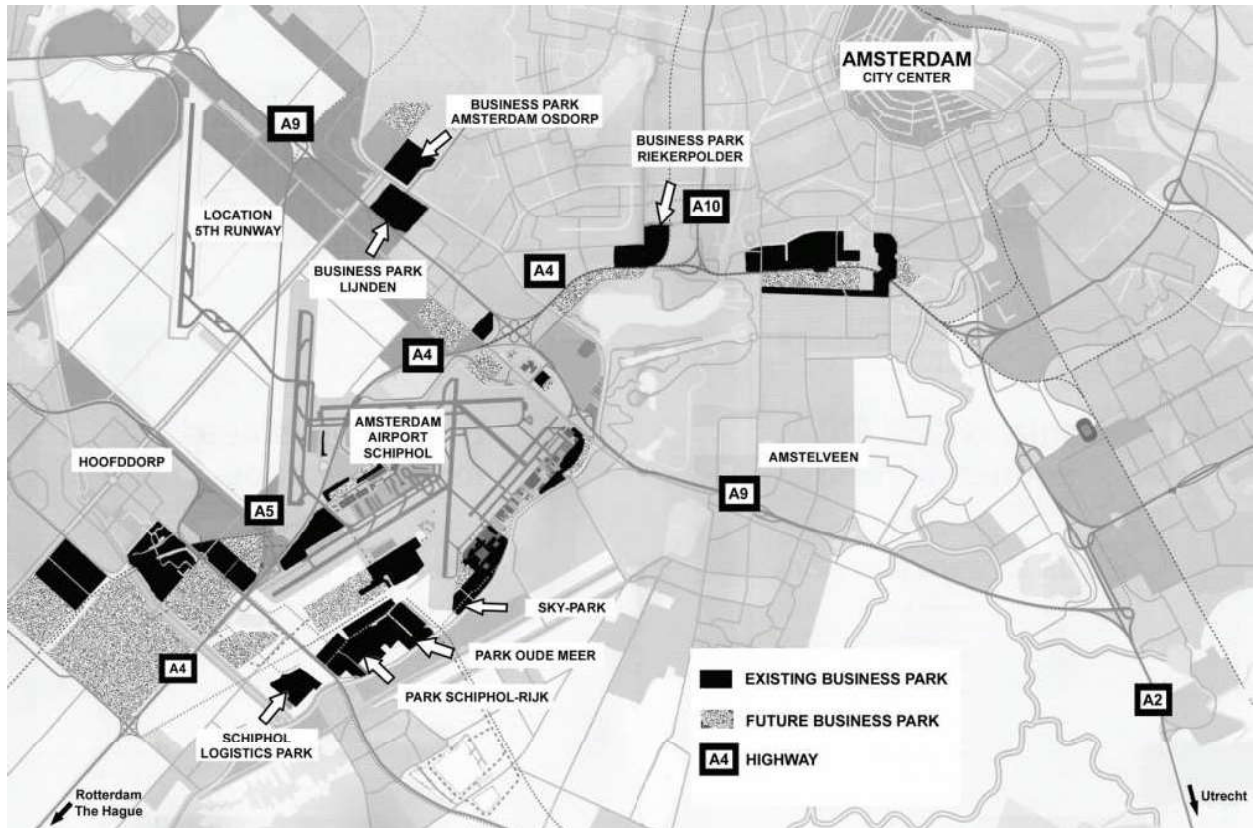 AMSTERDAM
CITY CENTER
BUSINESS PARK
AMSTERDAM OSDORP
A9
BUSINESS PARK
RIEKERPOLDER
A10
LOCATION
5TH RUNWAY
BUSINESS PARK
LIJNDEN
A4
A4
AMSTERDAM
AIRPORT
SCHIPHOL
HOOFDDORP
AMSTELVEEN
A9
A5
SKY-PARK
PARK OUDE MEER
A4
PARK SCHIPHOL-RIJK
SCHIPHOL
LOGISTICS PARK
EXISTING BUSINESS PARK
FUTURE BUSINESS PARK
A4 HIGHWAY
A2
Rotterdam
The Hague
Utrecht